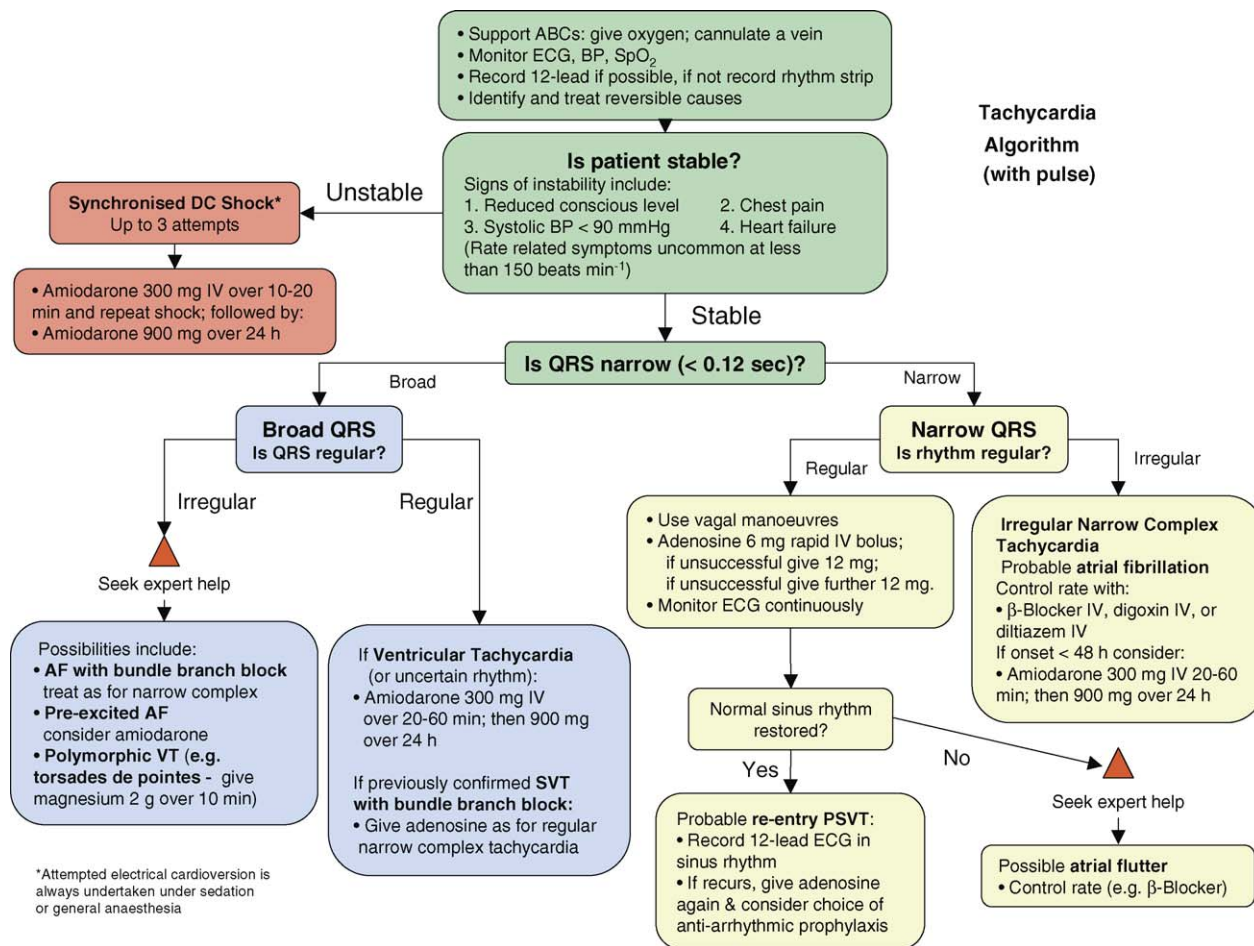 • Support ABCs: give oxygen; cannulate a vein
• Monitor ECG, BP, SpO₂
• Record 12-lead if possible, if not record rhythm strip
• Identify and treat reversible causes
Tachycardia
Algorithm
(with pulse)
Is patient stable?
Signs of instability include:
1. Reduced conscious level 2. Chest pain
3. Systolic BP < 90 mmHg 4. Heart failure
(Rate related symptoms uncommon at less
than 150 beats min⁻¹)
Unstable
Synchronised DC Shock*
Up to 3 attempts
• Amiodarone 300 mg IV over 10-20
min and repeat shock; followed by:
• Amiodarone 900 mg over 24 h
Stable
Is QRS narrow (< 0.12 sec)?
Broad
Narrow
Broad QRS
Is QRS regular?
Irregular
Regular
Seek expert help
Possibilities include:
• AF with bundle branch block
treat as for narrow complex
• Pre-excited AF
consider amiodarone
• Polymorphic VT (e.g.
torsades de pointes - give
magnesium 2 g over 10 min)
If Ventricular Tachycardia
(or uncertain rhythm):
• Amiodarone 300 mg IV
over 20-60 min; then 900 mg
over 24 h
If previously confirmed SVT
with bundle branch block:
• Give adenosine as for regular
narrow complex tachycardia
Narrow QRS
Is rhythm regular?
Regular
Irregular
• Use vagal manoeuvres
• Adenosine 6 mg rapid IV bolus;
if unsuccessful give 12 mg;
if unsuccessful give further 12 mg.
• Monitor ECG continuously
Irregular Narrow Complex
Tachycardia
Probable atrial fibrillation
Control rate with:
• β-Blocker IV, digoxin IV, or
diltiazem IV
If onset < 48 h consider:
• Amiodarone 300 mg IV 20-60
min; then 900 mg over 24 h
Normal sinus rhythm
restored?
Yes
No
Probable re-entry PSVT:
• Record 12-lead ECG in
sinus rhythm
• If recurs, give adenosine
again & consider choice of
anti-arrhythmic prophylaxis
Seek expert help
Possible atrial flutter
• Control rate (e.g. β-Blocker)
*Attempted electrical cardioversion is
always undertaken under sedation
or general anaesthesia